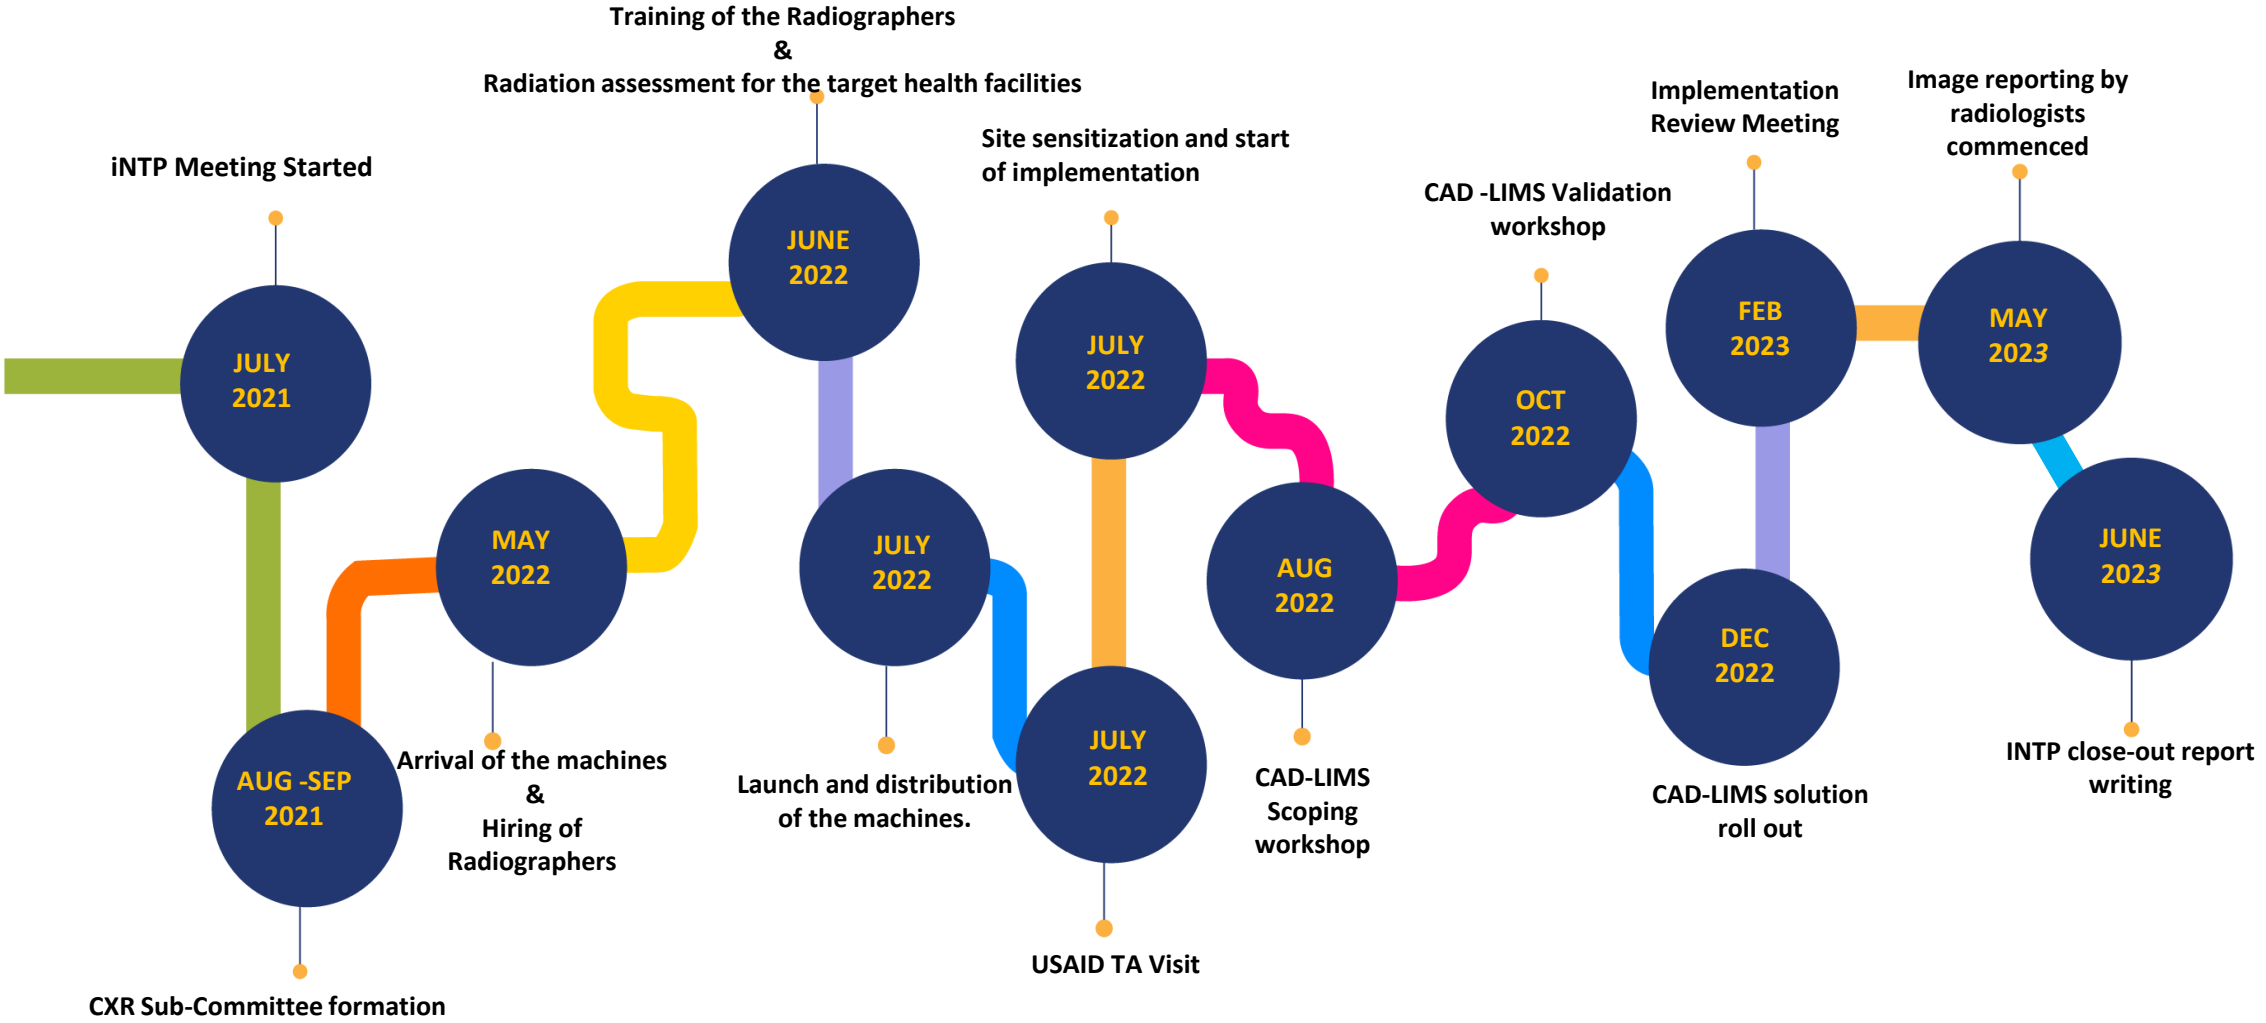 iNTP Meeting Started
JULY
2021
AUG -SEP
2021
CXR Sub-Committee formation
MAY
2022
Arrival of the machines
&
Hiring of
Radiographers
Training of the Radiographers
&
Radiation assessment for the target health facilities
JUNE
2022
JULY
2022
Launch and distribution
of the machines.
JULY
2022
USAID TA Visit
Site sensitization and start
of implementation
JULY
2022
AUG
2022
CAD-LIMS
Scoping
workshop
CAD -LIMS Validation
workshop
OCT
2022
DEC
2022
CAD-LIMS solution
roll out
Implementation
Review Meeting
FEB
2023
Image reporting by
radiologists
commenced
MAY
2023
JUNE
2023
INTP close-out report
writing